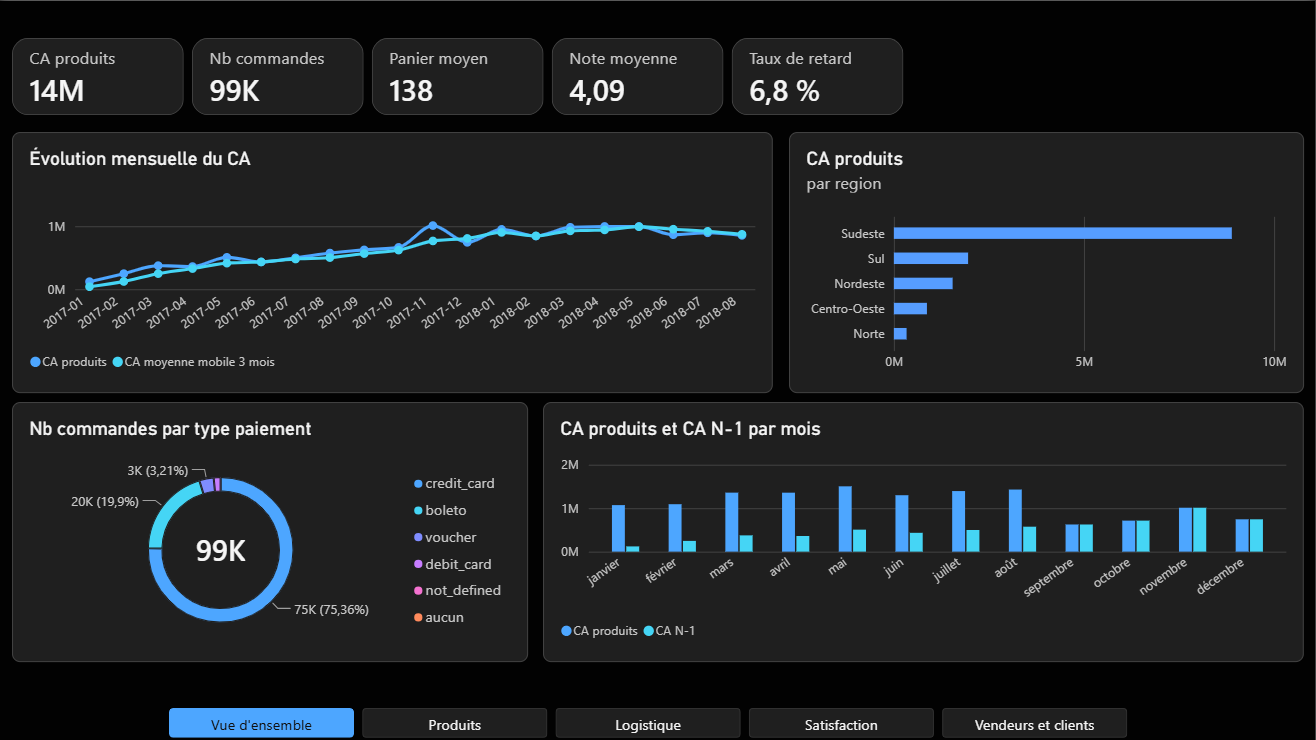 CA produits
14M
Nb commandes
99K
Panier moyen
138
Note moyenne
4,09
Taux de retard
6,8 %
Évolution mensuelle du CA
1M
0M
2017-01
2017-02
2017-03
2017-04
2017-05
2017-06
2017-07
2017-08
2017-09
2017-10
2017-11
2017-12
2018-01
2018-02
2018-03
2018-04
2018-05
2018-06
2018-07
2018-08
CA produits
CA moyenne mobile 3 mois
CA produits
par region
Sudeste
Sul
Nordeste
Centro-Oeste
Norte
0M
5M
10M
Nb commandes par type paiement
3K (3,21%)
20K (19,9%)
99K
75K (75,36%)
credit_card
boleto
voucher
debit_card
not_defined
aucun
CA produits et CA N-1 par mois
2M
1M
0M
janvier
février
mars
avril
mai
juin
juillet
août
septembre
octobre
novembre
décembre
CA produits
CA N-1
Vue d'ensemble
Produits
Logistique
Satisfaction
Vendeurs et clients